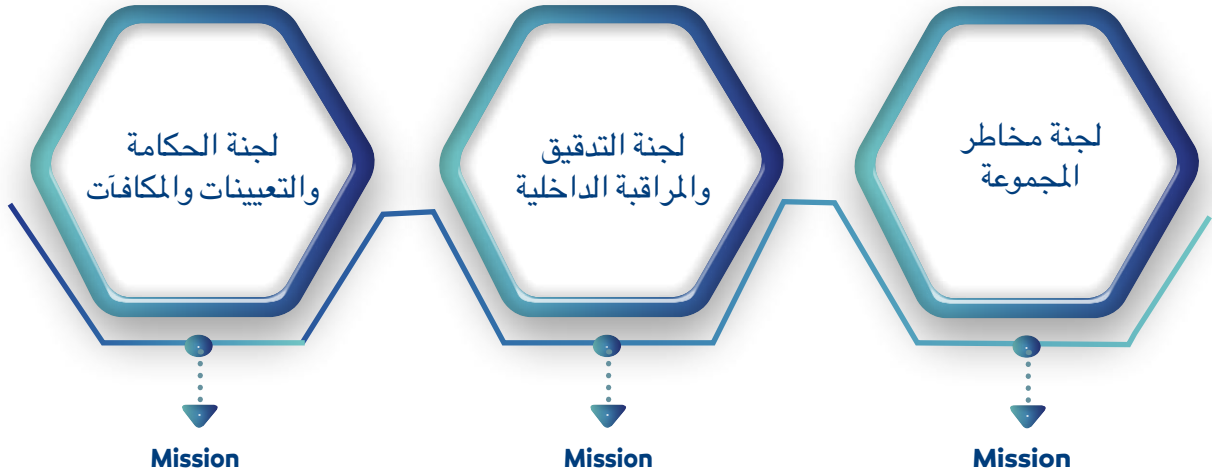 لجنة مخاطر
المجموعة
لجنة التدقيق
والمراقبة الداخلية
لجنة الحكامة
والتعيينات والمكافآت
Mission
Mission
Mission